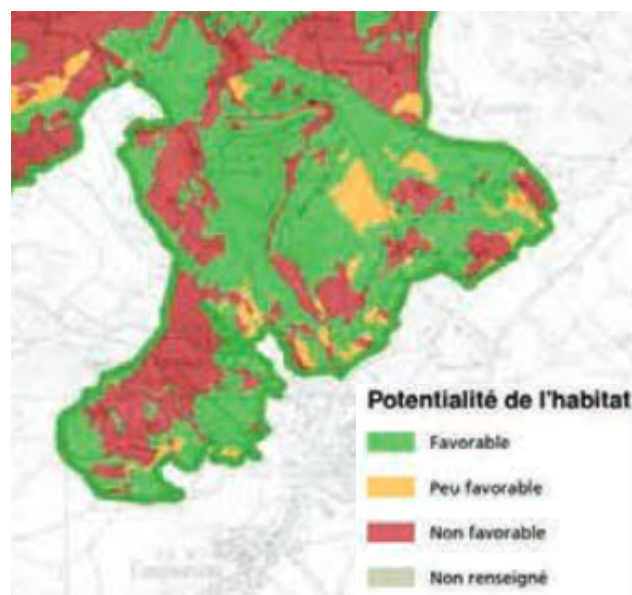 Potentialité de l'habitat
Favorable
Peu favorable
Non favorable
Non renseigné